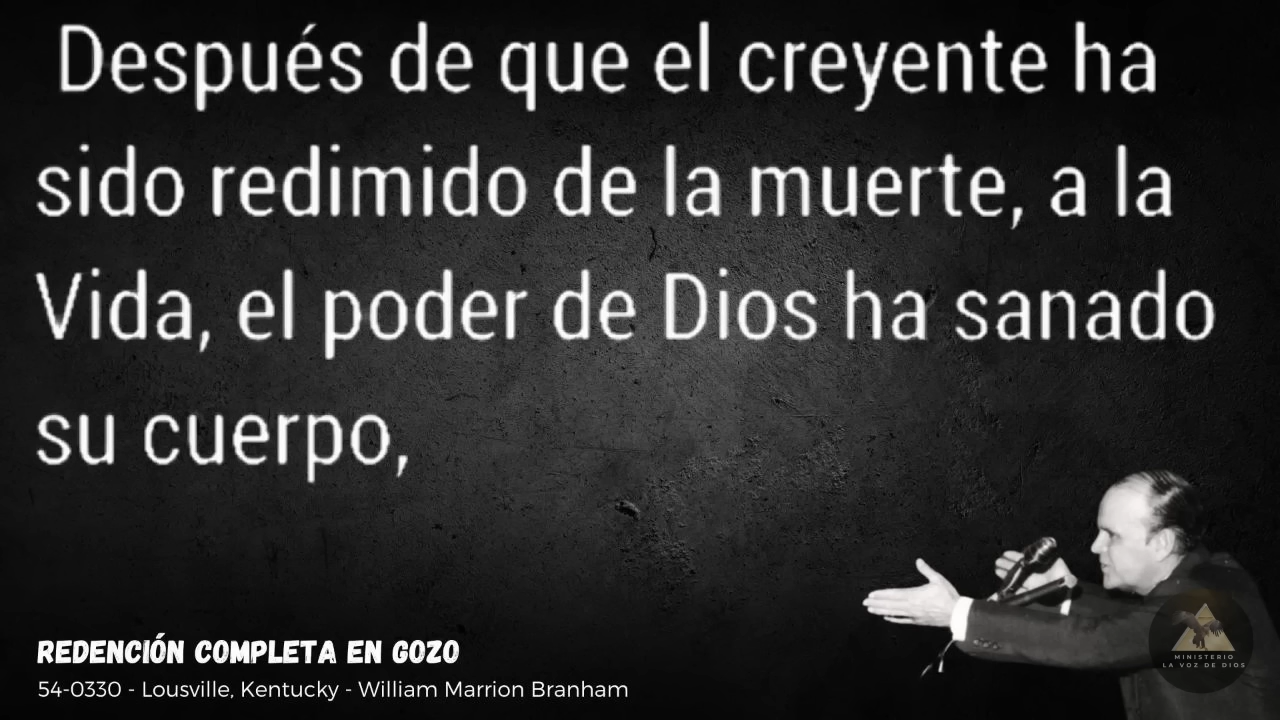 Después de que el creyente ha
sido redimido de la muerte, a la
Vida, el poder de Dios ha sanado
su cuerpo,
REDENCIÓN COMPLETA EN GOZO
54-0330 - Lousville, Kentucky - William Marrion Branham
MINISTERIO
LA VOZ DE DIOS